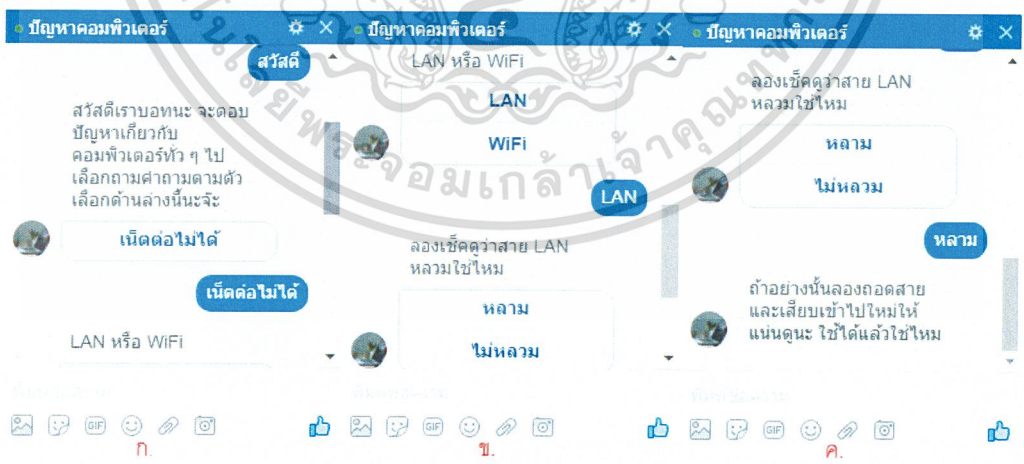 ปัญหาคอมพิวเตอร์
สวัสดี
สวัสดีเราบอทนะ จะตอบ
ปัญหาเกี่ยวกับ
คอมพิวเตอร์ทั่ว ๆ ไป
เลือกถามคำถามตามตัว
เลือกด้านล่างนี้นะจ๊ะ
เน็ตต่อไม่ได้
เน็ตต่อไม่ได้
LAN หรือ WiFi
GIF
ก.
ปัญหาคอมพิวเตอร์
LAN หรือ WiFi
LAN
WiFi
LAN
ลองเช็คดูว่าสาย LAN
หลวมใช่ไหม
หลาม
ไม่หลวม
GIF
ข.
ปัญหาคอมพิวเตอร์
ลองเช็คดูว่าสาย LAN
หลวมใช่ไหม
หลาม
ไม่หลวม
หลาม
ถ้าอย่างนั้นลองถอดสาย
และเสียบเข้าไปใหม่ให้
แน่นดูนะ ใช้ได้แล้วใช่ไหม
GIF
ค.